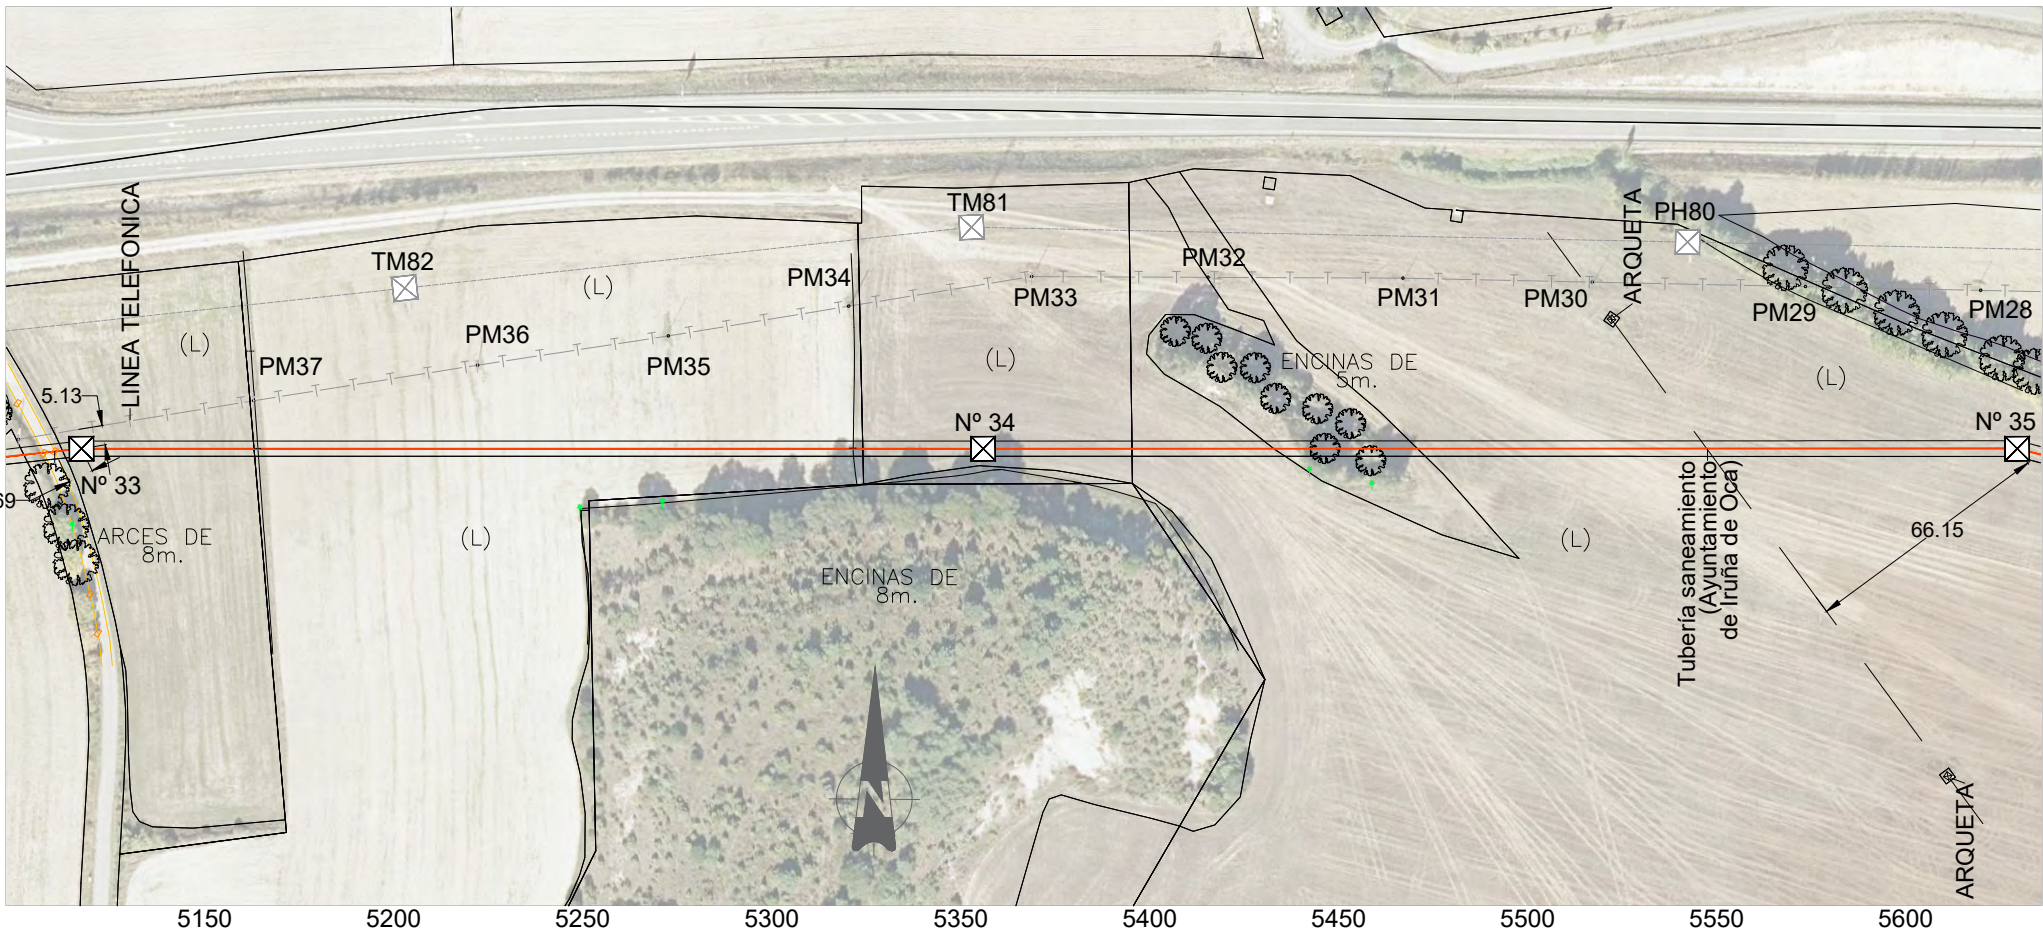 LINEA TELEFONICA
TM82
TM81
ARQUETA
PH80
(L)
PM34
PM32
PM33
PM31
PM30
PM29
PM28
PM36
(L)
PM37
PM35
(L)
ENCINAS DE
5m.
(L)
5.13
Nº 34
Nº 35
Nº 33
69
ARCES DE
8m.
(L)
ENCINAS DE
8m.
(L)
Tubería saneamiento
(Ayuntamiento
de Iruña de Oca)
66.15
N
ARQUETA
5150 5200 5250 5300 5350 5400 5450 5500 5550 5600